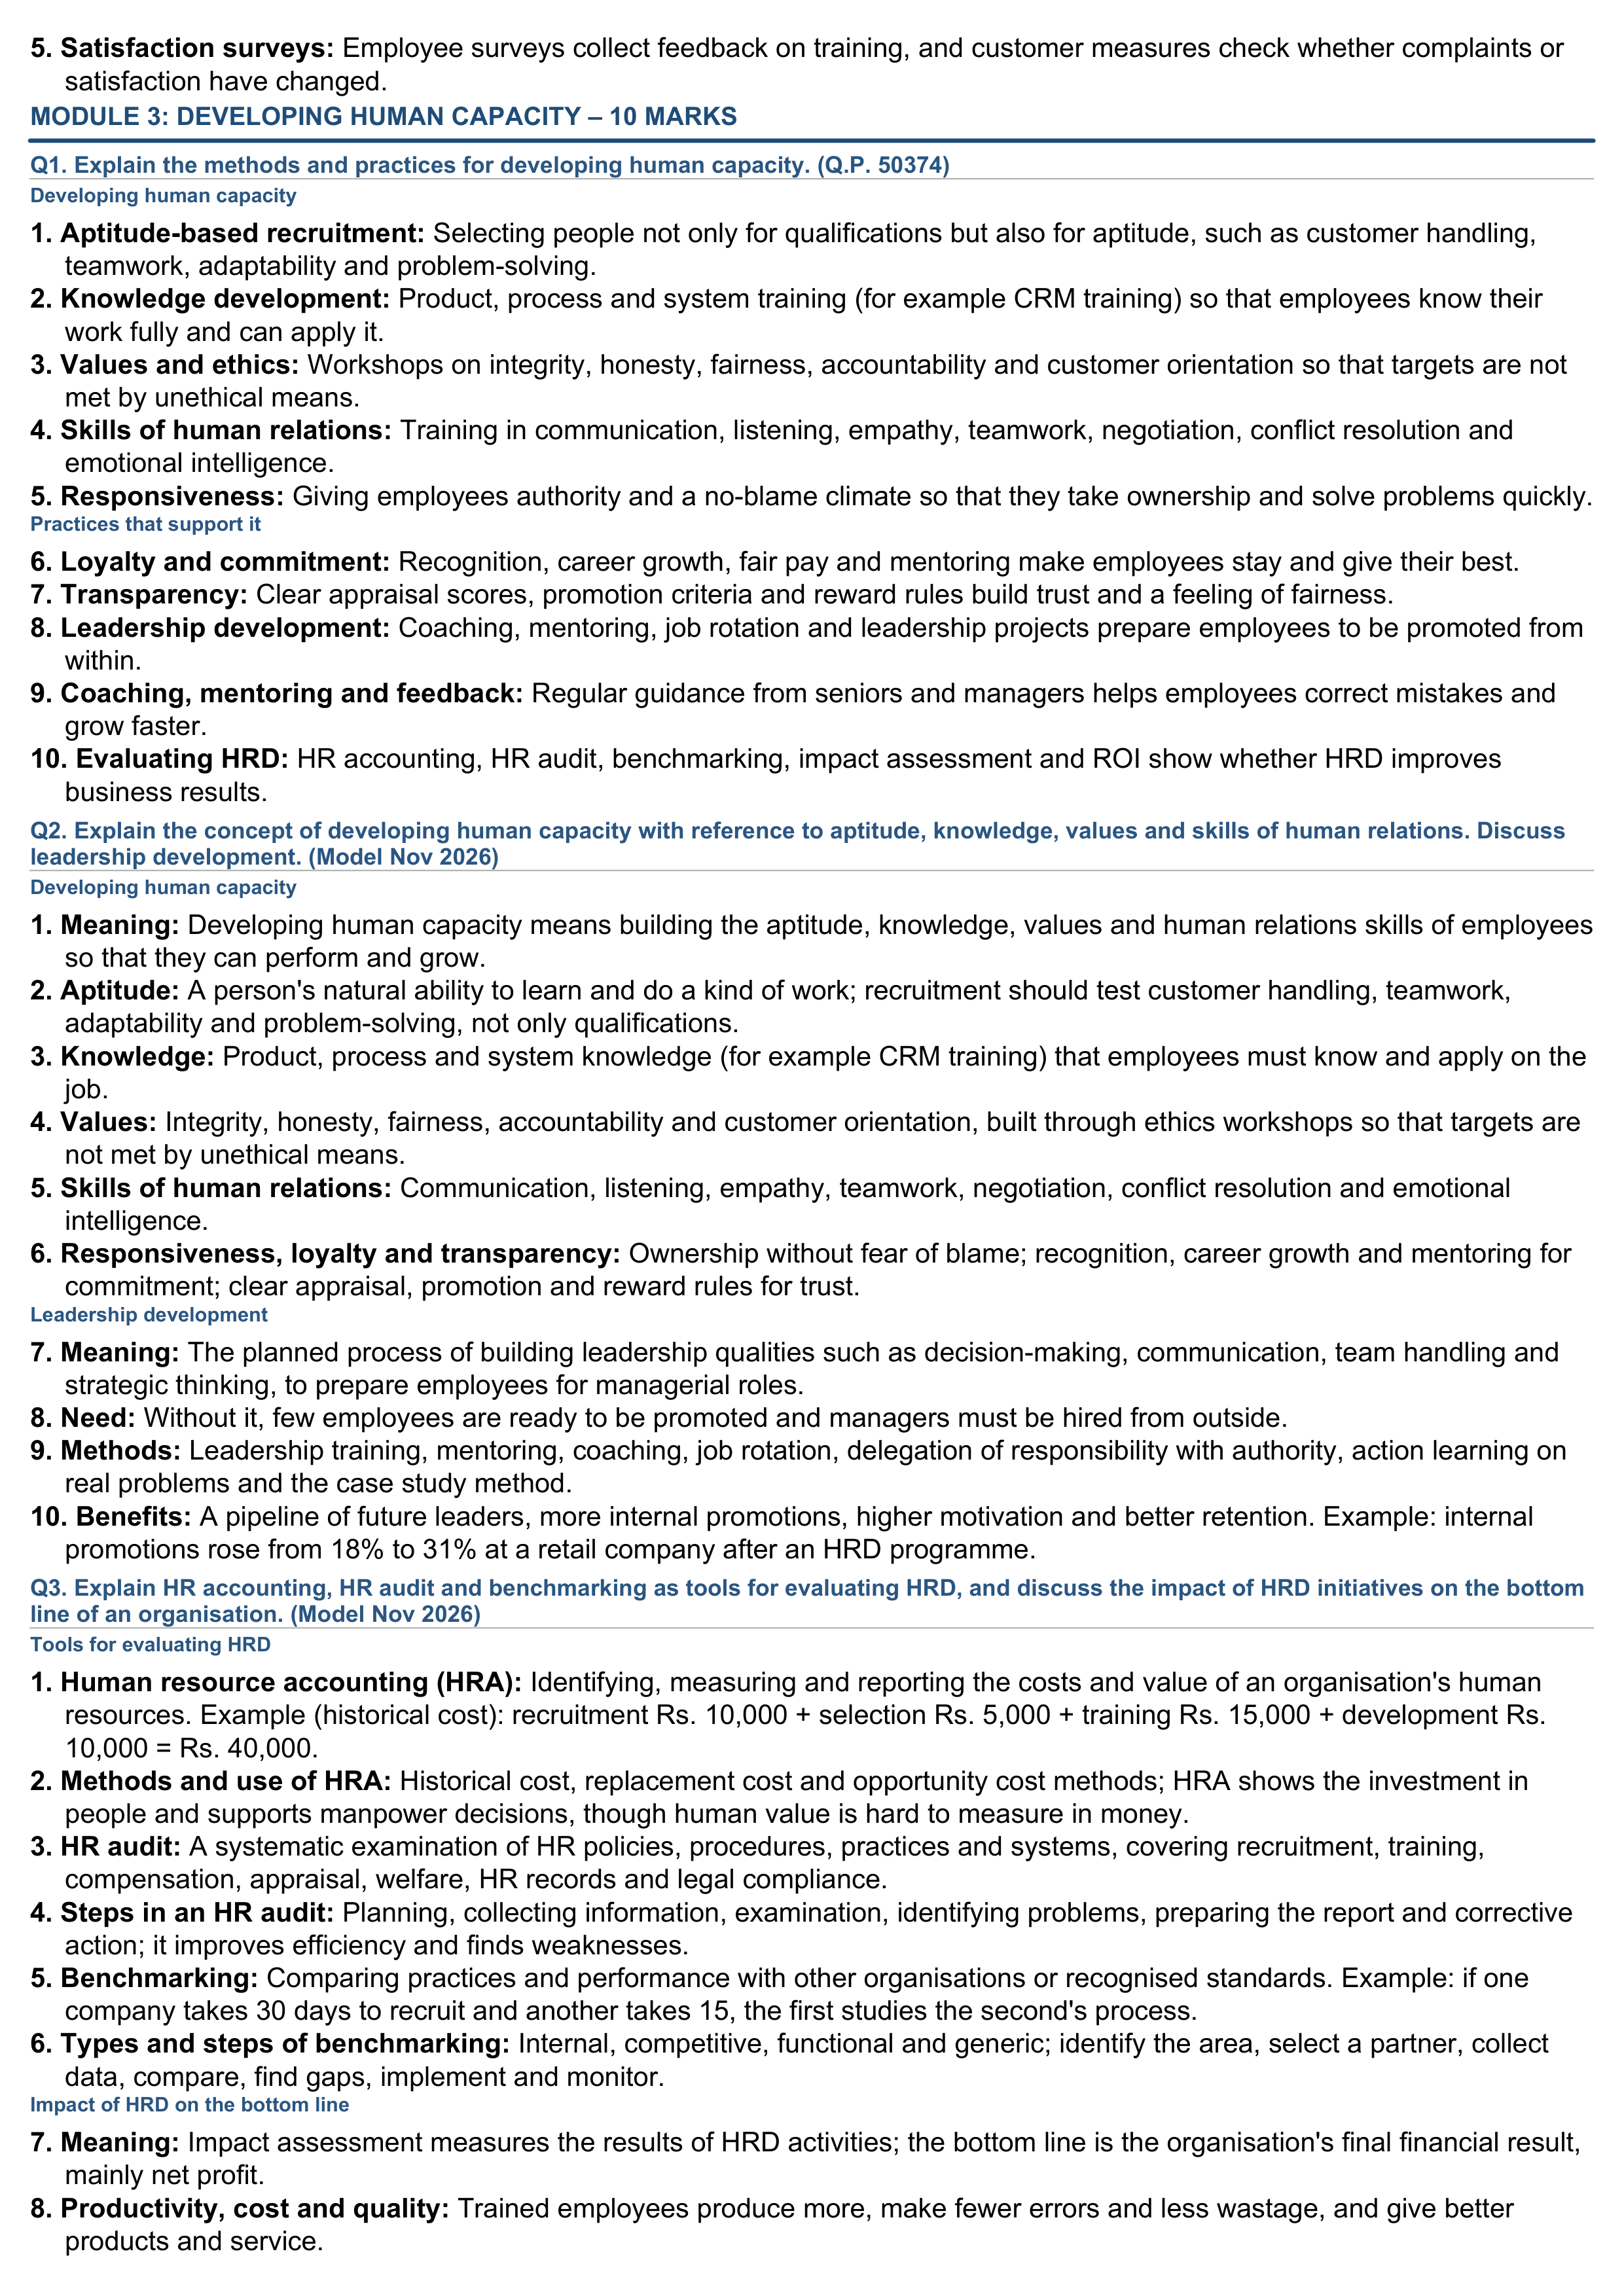 5. Satisfaction surveys: Employee surveys collect feedback on training, and customer measures check whether complaints or
satisfaction have changed.
MODULE 3: DEVELOPING HUMAN CAPACITY – 10 MARKS
Q1. Explain the methods and practices for developing human capacity. (Q.P. 50374)
Developing human capacity
1. Aptitude-based recruitment: Selecting people not only for qualifications but also for aptitude, such as customer handling,
teamwork, adaptability and problem-solving.
2. Knowledge development: Product, process and system training (for example CRM training) so that employees know their
work fully and can apply it.
3. Values and ethics: Workshops on integrity, honesty, fairness, accountability and customer orientation so that targets are not
met by unethical means.
4. Skills of human relations: Training in communication, listening, empathy, teamwork, negotiation, conflict resolution and
emotional intelligence.
5. Responsiveness: Giving employees authority and a no-blame climate so that they take ownership and solve problems quickly.
Practices that support it
6. Loyalty and commitment: Recognition, career growth, fair pay and mentoring make employees stay and give their best.
7. Transparency: Clear appraisal scores, promotion criteria and reward rules build trust and a feeling of fairness.
8. Leadership development: Coaching, mentoring, job rotation and leadership projects prepare employees to be promoted from
within.
9. Coaching, mentoring and feedback: Regular guidance from seniors and managers helps employees correct mistakes and
grow faster.
10. Evaluating HRD: HR accounting, HR audit, benchmarking, impact assessment and ROI show whether HRD improves
business results.
Q2. Explain the concept of developing human capacity with reference to aptitude, knowledge, values and skills of human relations. Discuss
leadership development. (Model Nov 2026)
Developing human capacity
1. Meaning: Developing human capacity means building the aptitude, knowledge, values and human relations skills of employees
so that they can perform and grow.
2. Aptitude: A person's natural ability to learn and do a kind of work; recruitment should test customer handling, teamwork,
adaptability and problem-solving, not only qualifications.
3. Knowledge: Product, process and system knowledge (for example CRM training) that employees must know and apply on the
job.
4. Values: Integrity, honesty, fairness, accountability and customer orientation, built through ethics workshops so that targets are
not met by unethical means.
5. Skills of human relations: Communication, listening, empathy, teamwork, negotiation, conflict resolution and emotional
intelligence.
6. Responsiveness, loyalty and transparency: Ownership without fear of blame; recognition, career growth and mentoring for
commitment; clear appraisal, promotion and reward rules for trust.
Leadership development
7. Meaning: The planned process of building leadership qualities such as decision-making, communication, team handling and
strategic thinking, to prepare employees for managerial roles.
8. Need: Without it, few employees are ready to be promoted and managers must be hired from outside.
9. Methods: Leadership training, mentoring, coaching, job rotation, delegation of responsibility with authority, action learning on
real problems and the case study method.
10. Benefits: A pipeline of future leaders, more internal promotions, higher motivation and better retention. Example: internal
promotions rose from 18% to 31% at a retail company after an HRD programme.
Q3. Explain HR accounting, HR audit and benchmarking as tools for evaluating HRD, and discuss the impact of HRD initiatives on the bottom
line of an organisation. (Model Nov 2026)
Tools for evaluating HRD
1. Human resource accounting (HRA): Identifying, measuring and reporting the costs and value of an organisation's human
resources. Example (historical cost): recruitment Rs. 10,000 + selection Rs. 5,000 + training Rs. 15,000 + development Rs.
10,000 = Rs. 40,000.
2. Methods and use of HRA: Historical cost, replacement cost and opportunity cost methods; HRA shows the investment in
people and supports manpower decisions, though human value is hard to measure in money.
3. HR audit: A systematic examination of HR policies, procedures, practices and systems, covering recruitment, training,
compensation, appraisal, welfare, HR records and legal compliance.
4. Steps in an HR audit: Planning, collecting information, examination, identifying problems, preparing the report and corrective
action; it improves efficiency and finds weaknesses.
5. Benchmarking: Comparing practices and performance with other organisations or recognised standards. Example: if one
company takes 30 days to recruit and another takes 15, the first studies the second's process.
6. Types and steps of benchmarking: Internal, competitive, functional and generic; identify the area, select a partner, collect
data, compare, find gaps, implement and monitor.
Impact of HRD on the bottom line
7. Meaning: Impact assessment measures the results of HRD activities; the bottom line is the organisation's final financial result,
mainly net profit.
8. Productivity, cost and quality: Trained employees produce more, make fewer errors and less wastage, and give better
products and service.